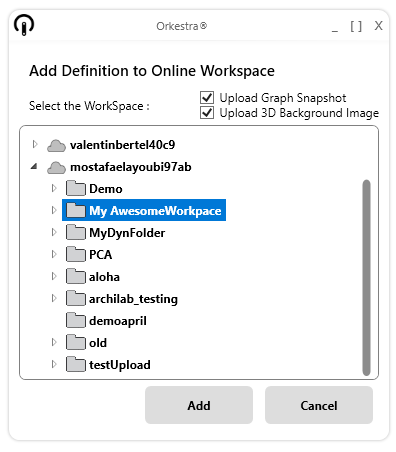 Orkestra®
_ [ ] X
Add Definition to Online Workspace
Select the WorkSpace :
Upload Graph Snapshot
Upload 3D Background Image
valentinbertel40c9
mostafaelayoubi97ab
Demo
My AwesomeWorkpace
MyDynFolder
PCA
aloha
archilab_testing
demoapril
old
testUpload
Add Cancel